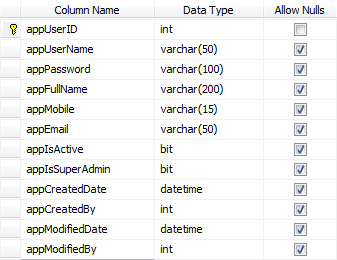 Column Name Data Type Allow Nulls
appUserID int
appUserName varchar(50)
appPassword varchar(100)
appFullName varchar(200)
appMobile varchar(15)
appEmail varchar(50)
appIsActive bit
appIsSuperAdmin bit
appCreatedDate datetime
appCreatedBy int
appModifiedDate datetime
appModifiedBy int